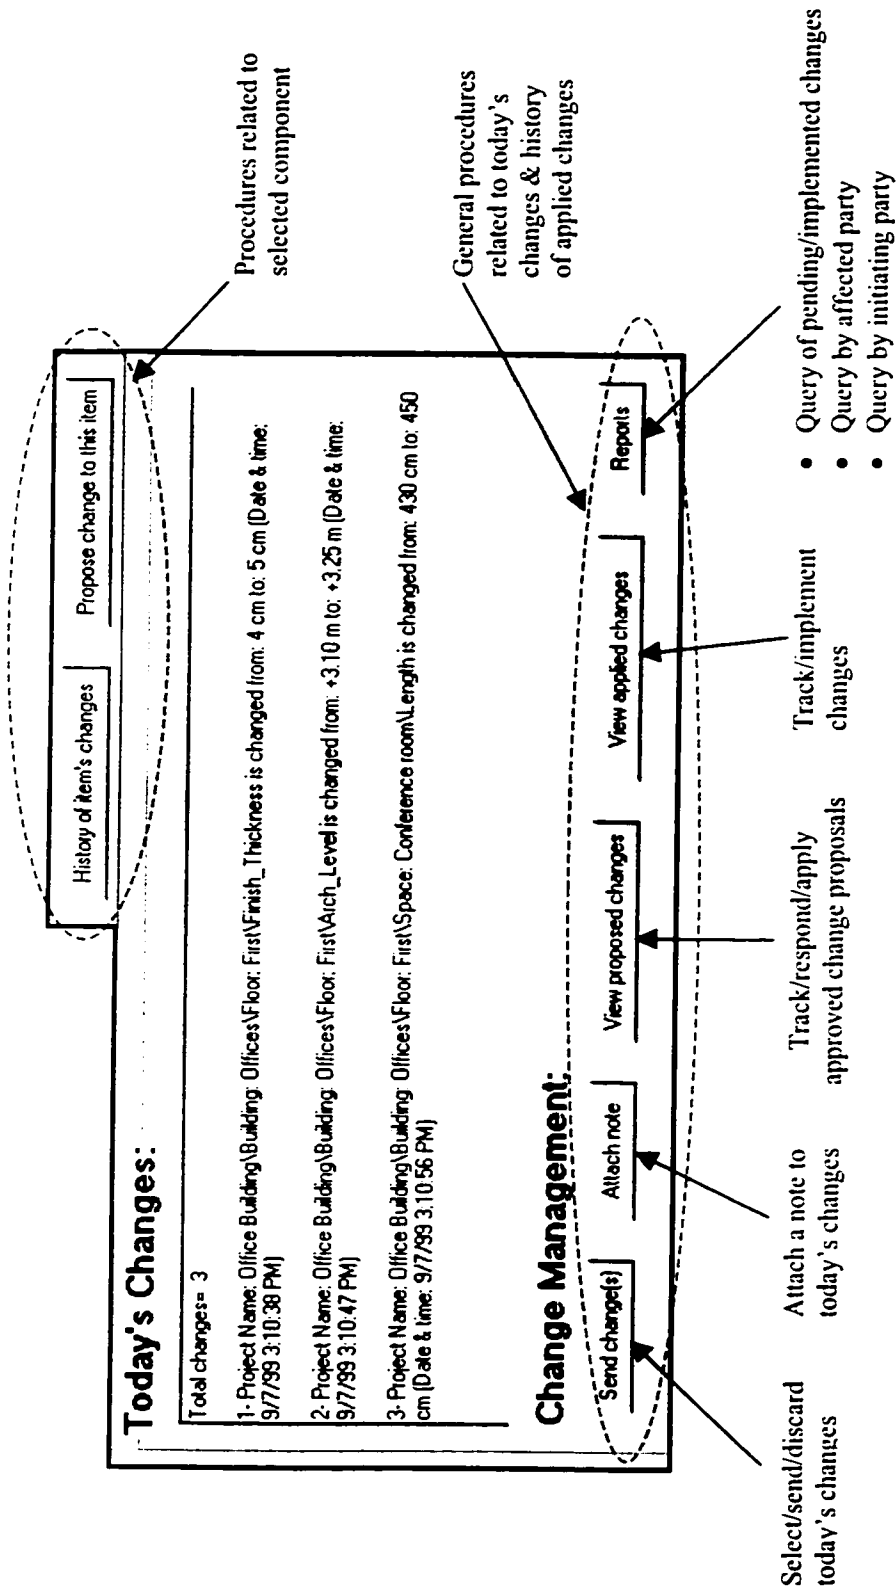 Procedures related to
selected component
General procedures
related to today's
changes & history
of applied changes
History of item's changes
Propose change to this item
Today's Changes:
Total changes= 3
1- Project Name: Office Building\Building: Offices\Floor: First\Finish_Thickness is changed from: 4 cm to: 5 cm (Date & time:
9/7/99 3:10:38 PM)
2- Project Name: Office Building\Building: Offices\Floor: First\Arch_Level is changed from: +3.10 m to: +3.25 m (Date & time:
9/7/99 3:10:47 PM)
3- Project Name: Office Building\Building: Offices\Floor: First\Space: Conference room\Length is changed from: 430 cm to: 450
cm (Date & time: 9/7/99 3:10:56 PM)
Change Management:
Send change(s)
Attach note
View proposed changes
View applied changes
Reports
Select/send/discard
today's changes
Attach a note to
today's changes
Track/respond/apply
approved change proposals
Track/implement
changes
• Query of pending/implemented changes
• Query by affected party
• Query by initiating party